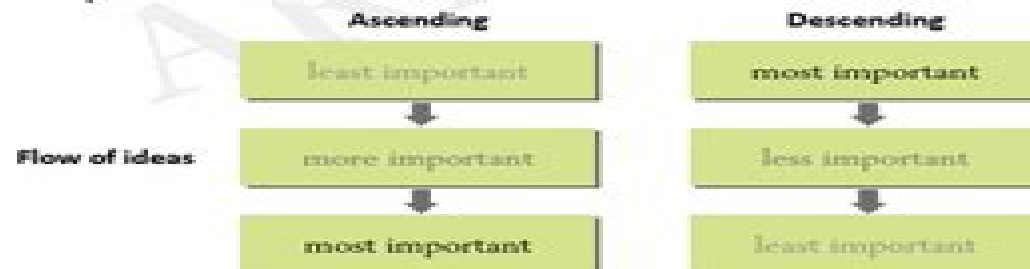 Ascending Descending
least important most important
Flow of ideas more important less important
most important least important